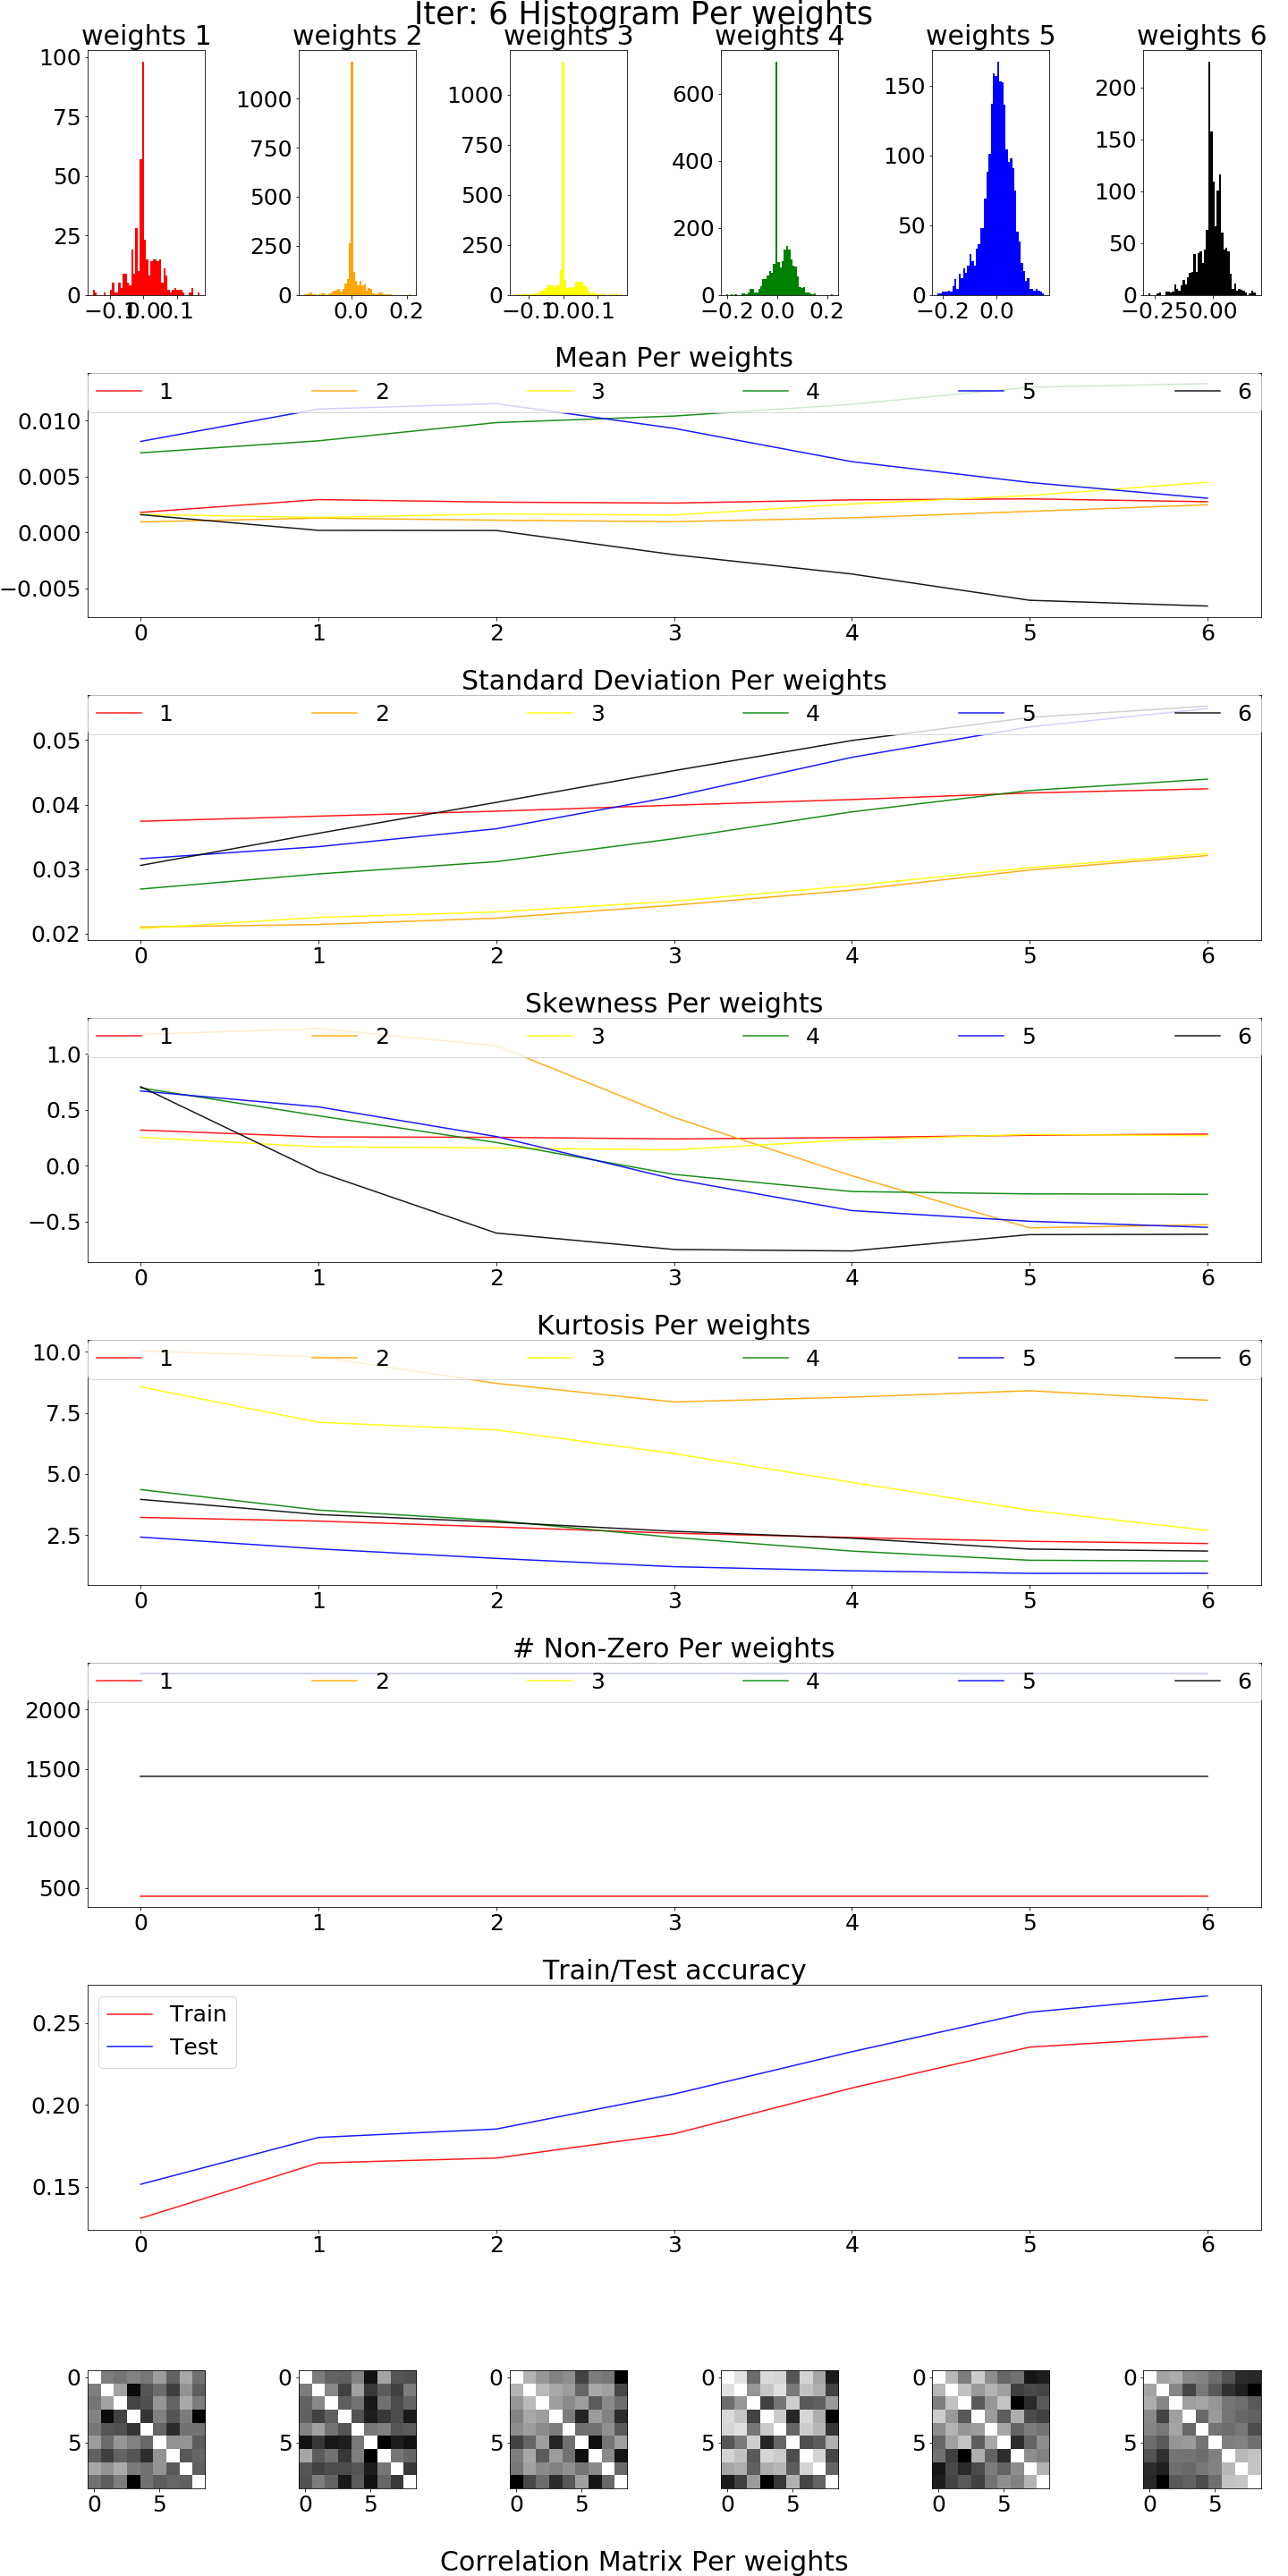 Iter: 6 Histogram Per weights
weights 1 weights 2 weights 3 weights 4 weights 5 weights 6
100
75
50
25
0
−0.1 0.0 0.1
1000
750
500
250
0
0.0 0.2
1000
750
500
250
0
−0.1 0.0 0.1
600
400
200
0
−0.2 0.0 0.2
150
100
50
0
−0.2 0.0
200
150
100
50
0
−0.25 0.00
Mean Per weights
1 2 3 4 5 6
0.010
0.005
0.000
−0.005
0 1 2 3 4 5 6
Standard Deviation Per weights
1 2 3 4 5 6
0.05
0.04
0.03
0.02
0 1 2 3 4 5 6
Skewness Per weights
1 2 3 4 5 6
1.0
0.5
0.0
−0.5
0 1 2 3 4 5 6
Kurtosis Per weights
1 2 3 4 5 6
10.0
7.5
5.0
2.5
0 1 2 3 4 5 6
# Non-Zero Per weights
1 2 3 4 5 6
2000
1500
1000
500
0 1 2 3 4 5 6
Train/Test accuracy
Train
Test
0.25
0.20
0.15
0 1 2 3 4 5 6
0 0 0 0 0 0
5 5 5 5 5 5
0 5 0 5 0 5 0 5 0 5 0 5
Correlation Matrix Per weights